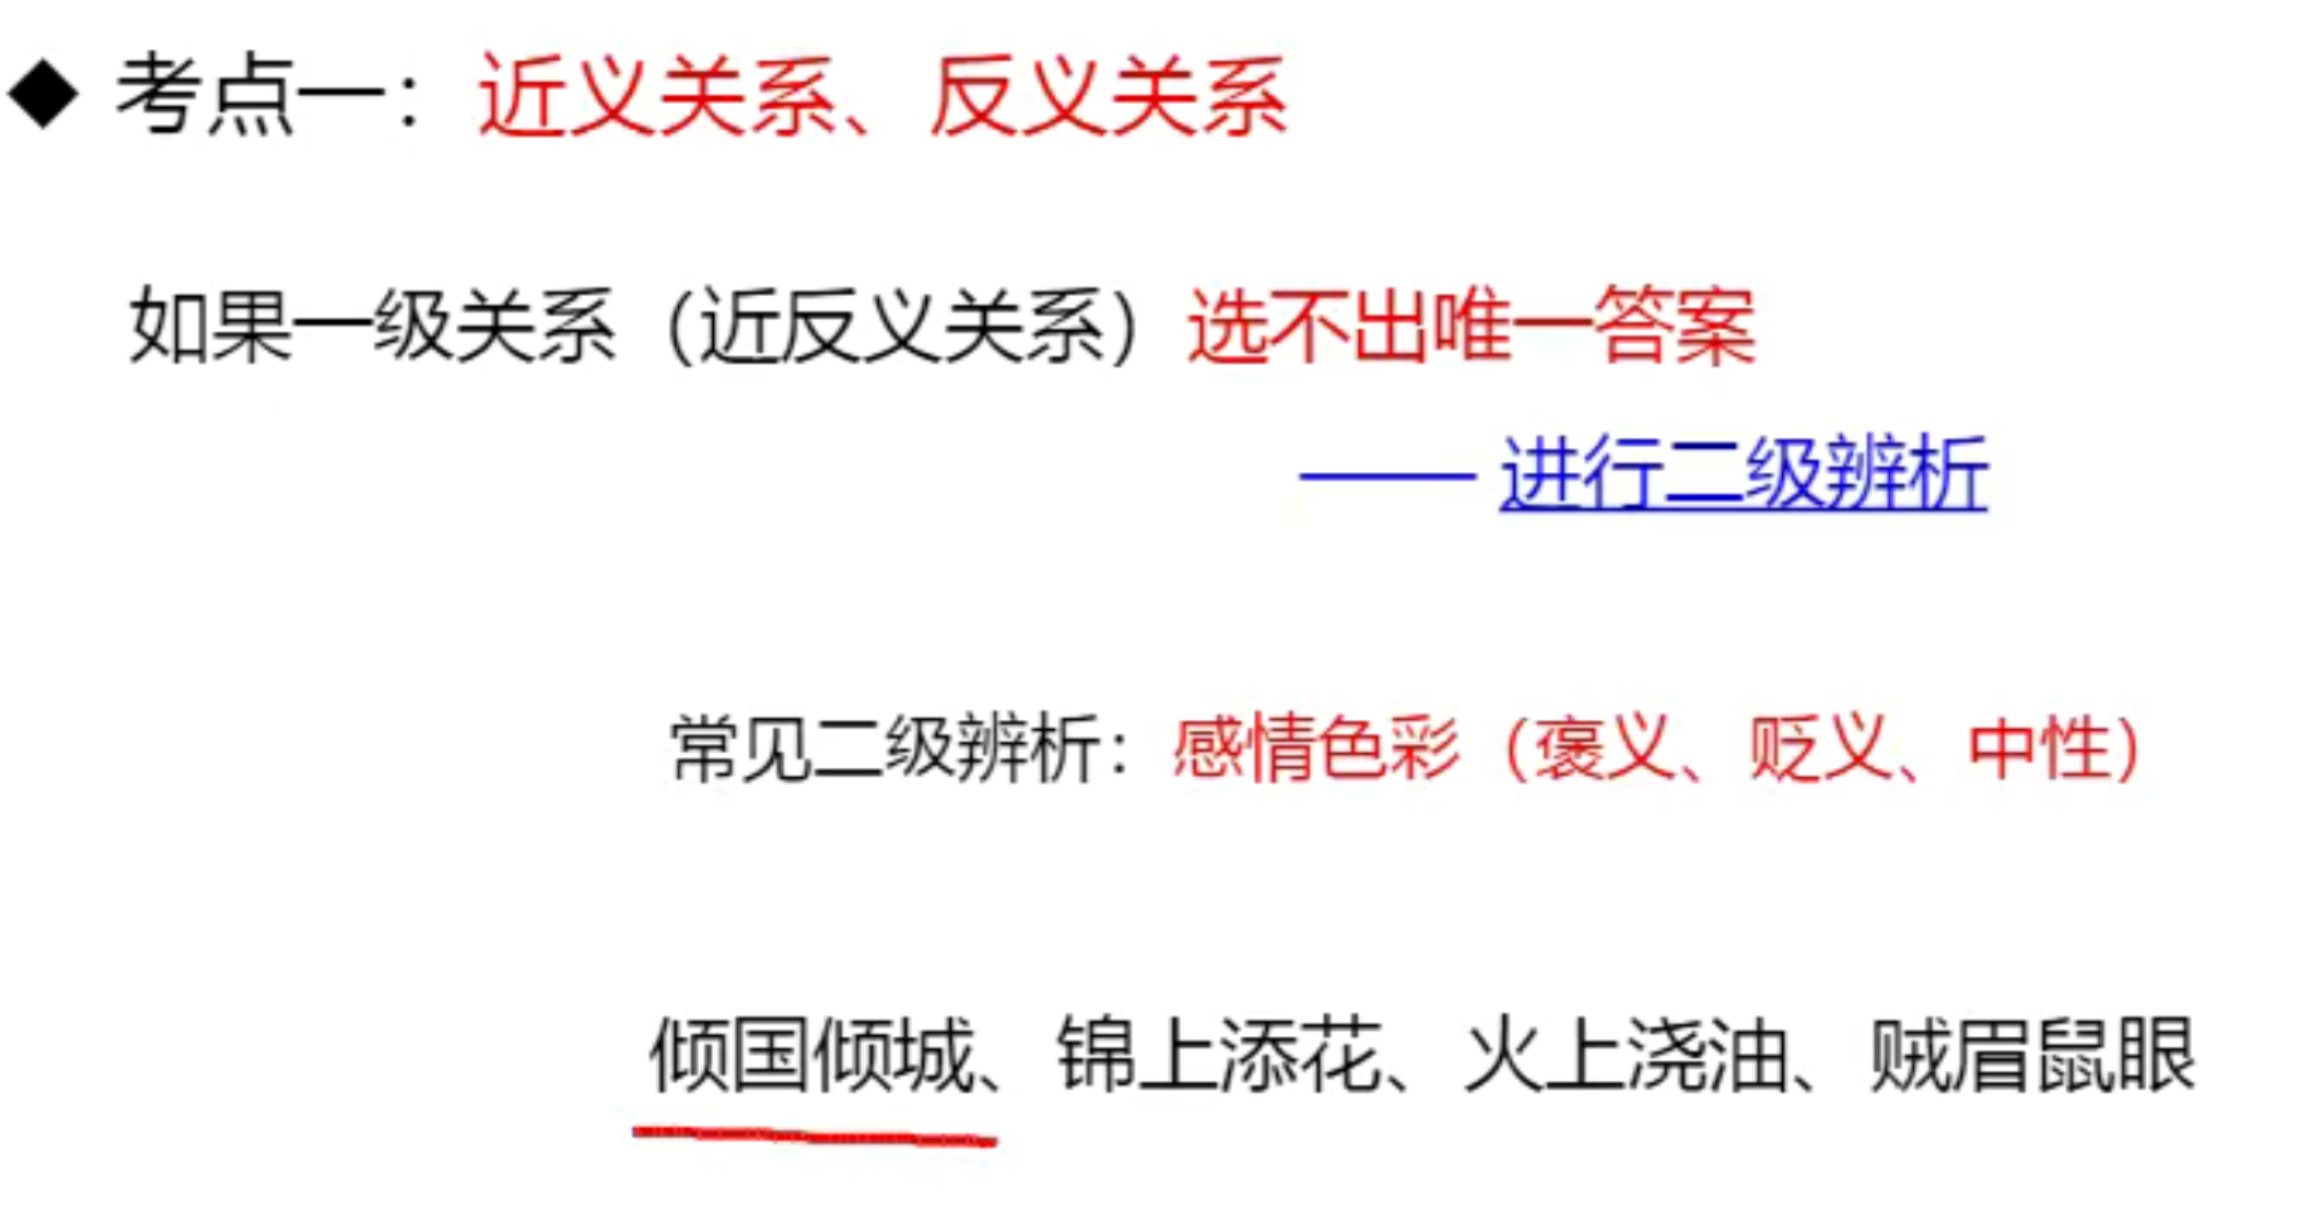 ◆ 考点一：近义关系、反义关系
如果一级关系（近反义关系）选不出唯一答案
—— 进行二级辨析
常见二级辨析：感情色彩（褒义、贬义、中性）
倾国倾城、锦上添花、火上浇油、贼眉鼠眼